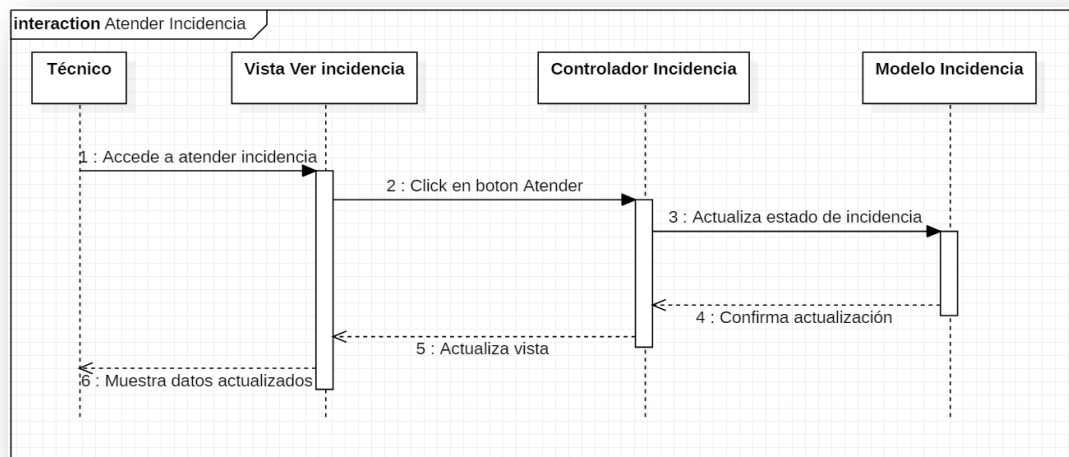 interaction Atender Incidencia
Técnico
Vista Ver incidencia
Controlador Incidencia
Modelo Incidencia
1 : Accede a atender incidencia
2 : Click en boton Atender
3 : Actualiza estado de incidencia
4 : Confirma actualización
5 : Actualiza vista
6 : Muestra datos actualizados